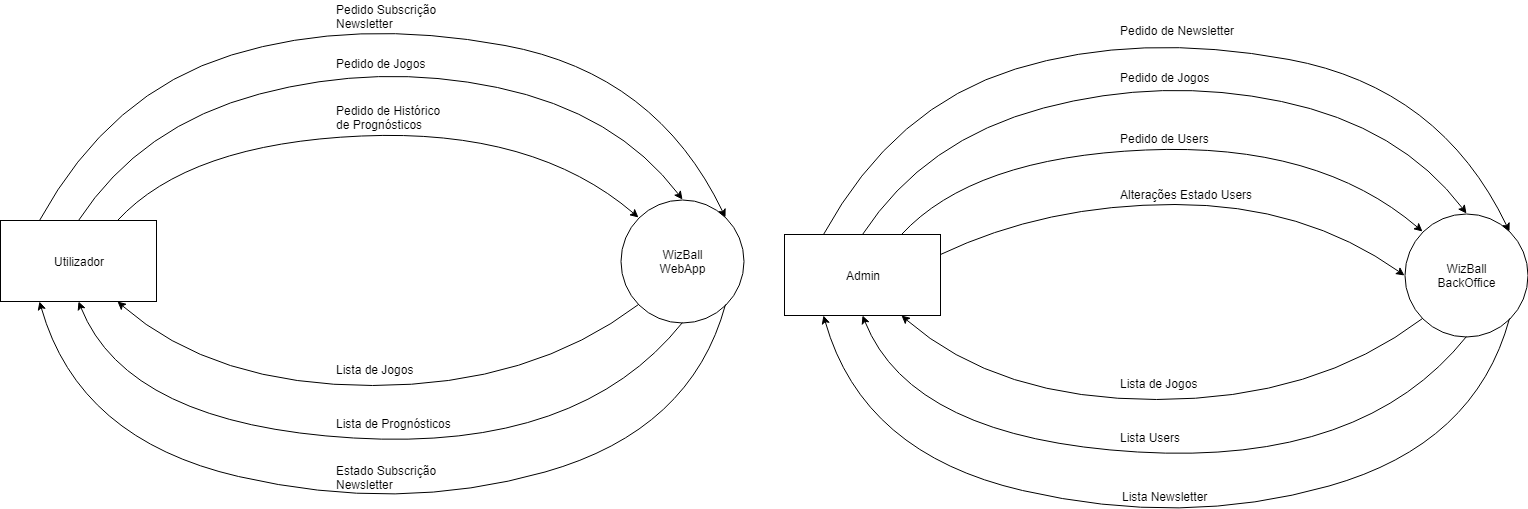 Pedido Subscrição
Newsletter
Pedido de Jogos
Pedido de Histórico
de Prognósticos
Utilizador
WizBall
WebApp
Lista de Jogos
Lista de Prognósticos
Estado Subscrição
Newsletter
Pedido de Newsletter
Pedido de Jogos
Pedido de Users
Alterações Estado Users
Admin
WizBall
BackOffice
Lista de Jogos
Lista Users
Lista Newsletter